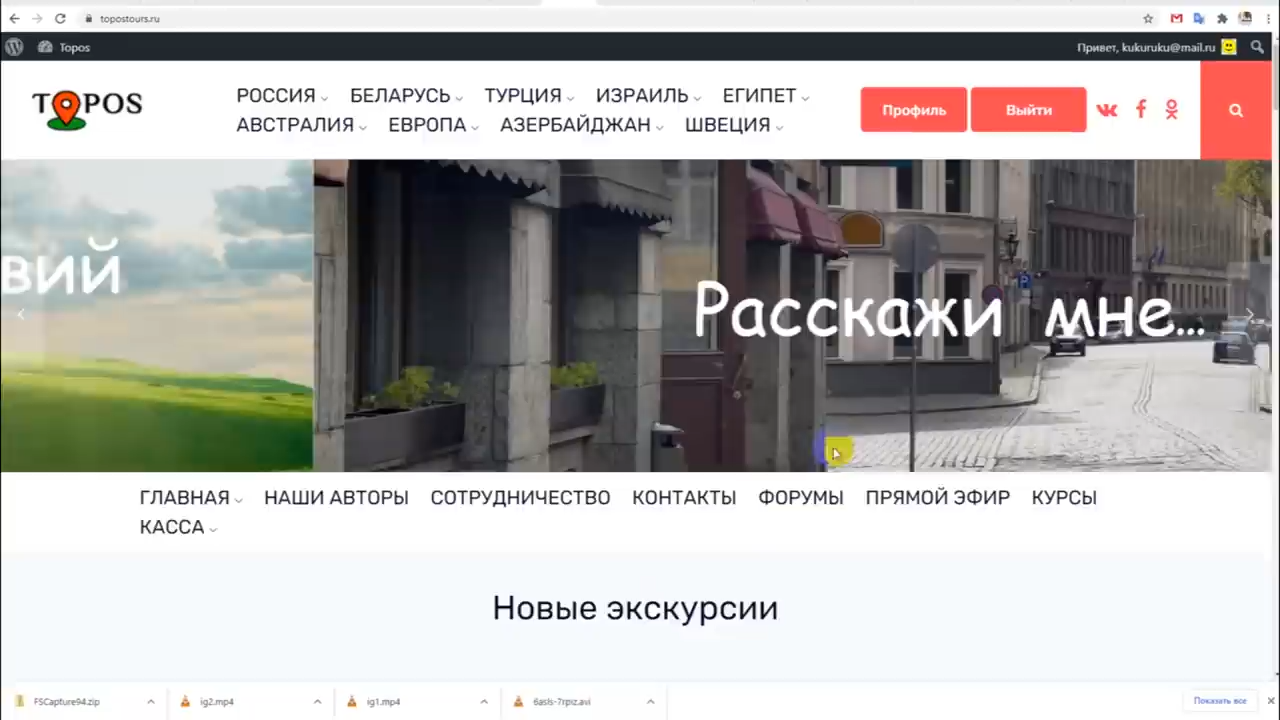 topostours.ru
Topos
Привет, kukuruku@mail.ru
TOPOS
РОССИЯ БЕЛАРУСЬ ТУРЦИЯ ИЗРАИЛЬ ЕГИПЕТ
АВСТРАЛИЯ ЕВРОПА АЗЕРБАЙДЖАН ШВЕЦИЯ
Профиль Выйти
вий
Расскажи мне...
ГЛАВНАЯ НАШИ АВТОРЫ СОТРУДНИЧЕСТВО КОНТАКТЫ ФОРУМЫ ПРЯМОЙ ЭФИР КУРСЫ
КАССА
Новые экскурсии
FSCapture94.zip ig2.mp4 ig1.mp4 Показать все